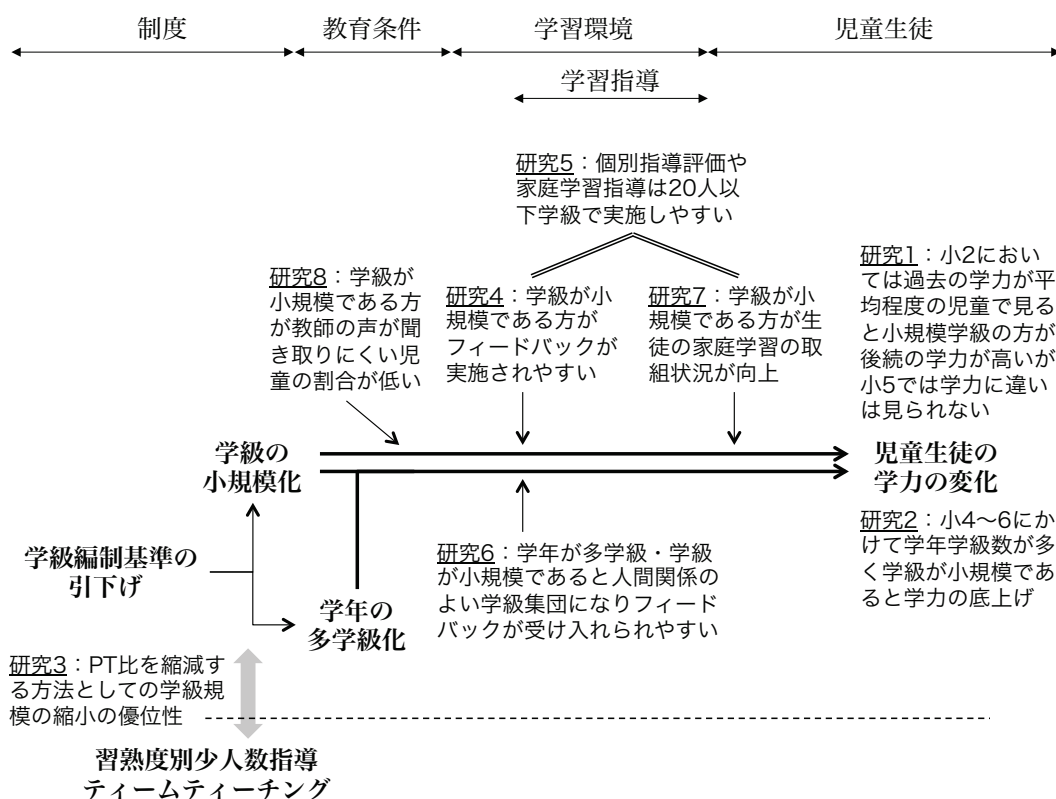 制度
教育条件
学習環境
児童生徒
学習指導
研究5：個別指導評価や
家庭学習指導は20人以
下学級で実施しやすい
研究8：学級が
小規模である方
が教師の声が聞
き取りにくい児
童の割合が低い
研究4：学級が小
規模である方が
フィードバックが
実施されやすい
研究7：学級が小
規模である方が生
徒の家庭学習の取
組状況が向上
研究1：小2におい
ては過去の学力が平
均程度の児童で見る
と小規模学級の方が
後続の学力が高いが
小5では学力に違い
は見られない
学級の
小規模化
児童生徒の
学力の変化
学級編制基準の
引下げ
学年の
多学級化
研究6：学年が多学級・学級
が小規模であると人間関係の
よい学級集団になりフィード
バックが受け入れられやすい
研究2：小4〜6にか
けて学年学級数が多
く学級が小規模であ
ると学力の底上げ
研究3：PT比を縮減す
る方法としての学級規
模の縮小の優位性
習熟度別少人数指導
ティームティーチング